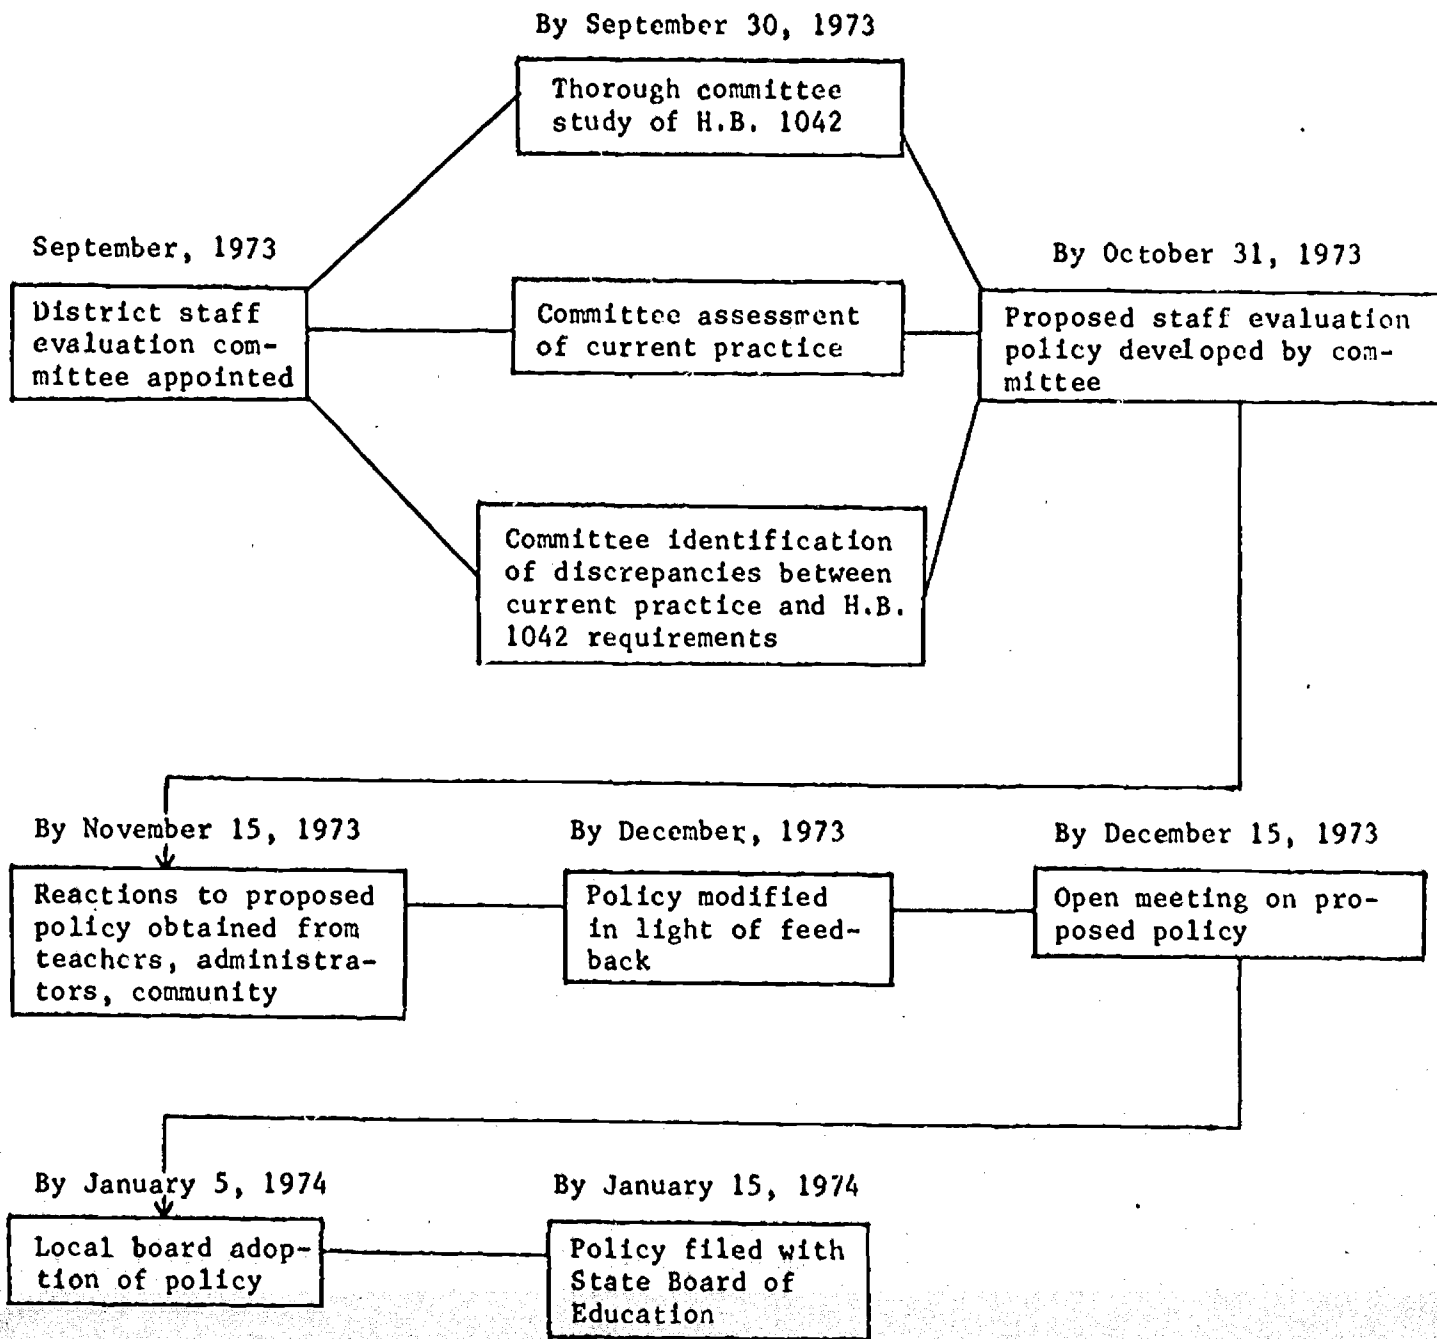 By September 30, 1973
Thorough committee
study of H.B. 1042
September, 1973
District staff
evaluation com-
mittee appointed
Committee assessment
of current practice
By October 31, 1973
Proposed staff evaluation
policy developed by com-
mittee
Committee identification
of discrepancies between
current practice and H.B.
1042 requirements
By November 15, 1973
Reactions to proposed
policy obtained from
teachers, administra-
tors, community
By December, 1973
Policy modified
in light of feed-
back
By December 15, 1973
Open meeting on pro-
posed policy
By January 5, 1974
Local board adop-
tion of policy
By January 15, 1974
Policy filed with
State Board of
Education